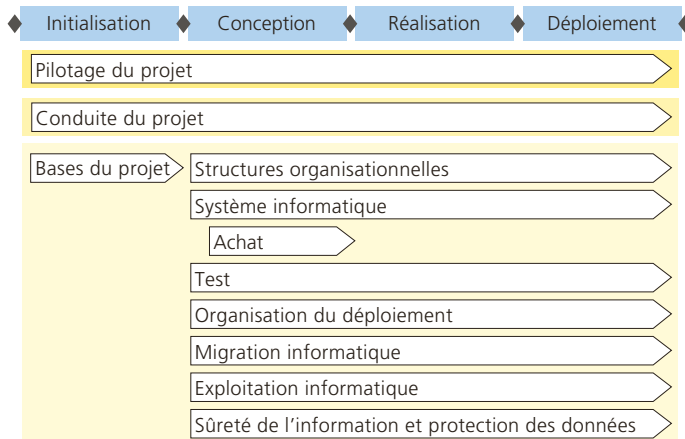 Initialisation Conception Réalisation Déploiement
Pilotage du projet
Conduite du projet
Bases du projet Structures organisationnelles
Système informatique
Achat
Test
Organisation du déploiement
Migration informatique
Exploitation informatique
Sûreté de l'information et protection des données